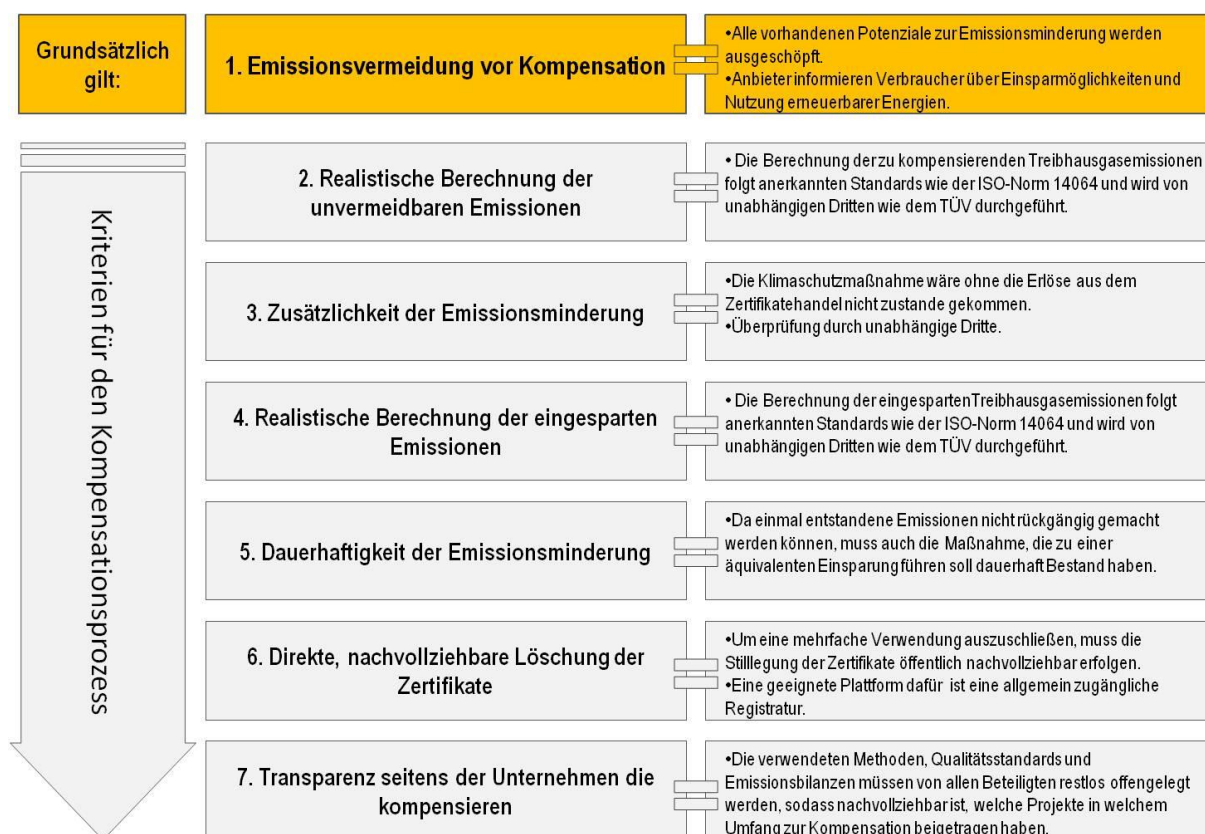 Grundsätzlich
gilt:
1. Emissionsvermeidung vor Kompensation
•Alle vorhandenen Potenziale zur Emissionsminderung werden
ausgeschöpft.
•Anbieter informieren Verbraucher über Einsparmöglichkeiten und
Nutzung erneuerbarer Energien.
Kriterien für den Kompensationsprozess
2. Realistische Berechnung der
unvermeidbaren Emissionen
• Die Berechnung der zu kompensierenden Treibhausgasemissionen
folgt anerkannten Standards wie der ISO-Norm 14064 und wird von
unabhängigen Dritten wie dem TÜV durchgeführt.
3. Zusätzlichkeit der Emissionsminderung
•Die Klimaschutzmaßnahme wäre ohne die Erlöse aus dem
Zertifikatehandel nicht zustande gekommen.
•Überprüfung durch unabhängige Dritte.
4. Realistische Berechnung der eingesparten
Emissionen
• Die Berechnung der eingesparten Treibhausgasemissionen folgt
anerkannten Standards wie der ISO-Norm 14064 und wird von
unabhängigen Dritten wie dem TÜV durchgeführt.
5. Dauerhaftigkeit der Emissionsminderung
•Da einmal entstandene Emissionen nicht rückgängig gemacht
werden können, muss auch die Maßnahme, die zu einer
äquivalenten Einsparung führen soll dauerhaft Bestand haben.
6. Direkte, nachvollziehbare Löschung der
Zertifikate
•Um eine mehrfache Verwendung auszuschließen, muss die
Stilllegung der Zertifikate öffentlich nachvollziehbar erfolgen.
•Eine geeignete Plattform dafür ist eine allgemein zugängliche
Registratur.
7. Transparenz seitens der Unternehmen die
kompensieren
•Die verwendeten Methoden, Qualitätsstandards und
Emissionsbilanzen müssen von allen Beteiligten restlos offengelegt
werden, sodass nachvollziehbar ist, welche Projekte in welchem
Umfang zur Kompensation beigetragen haben.